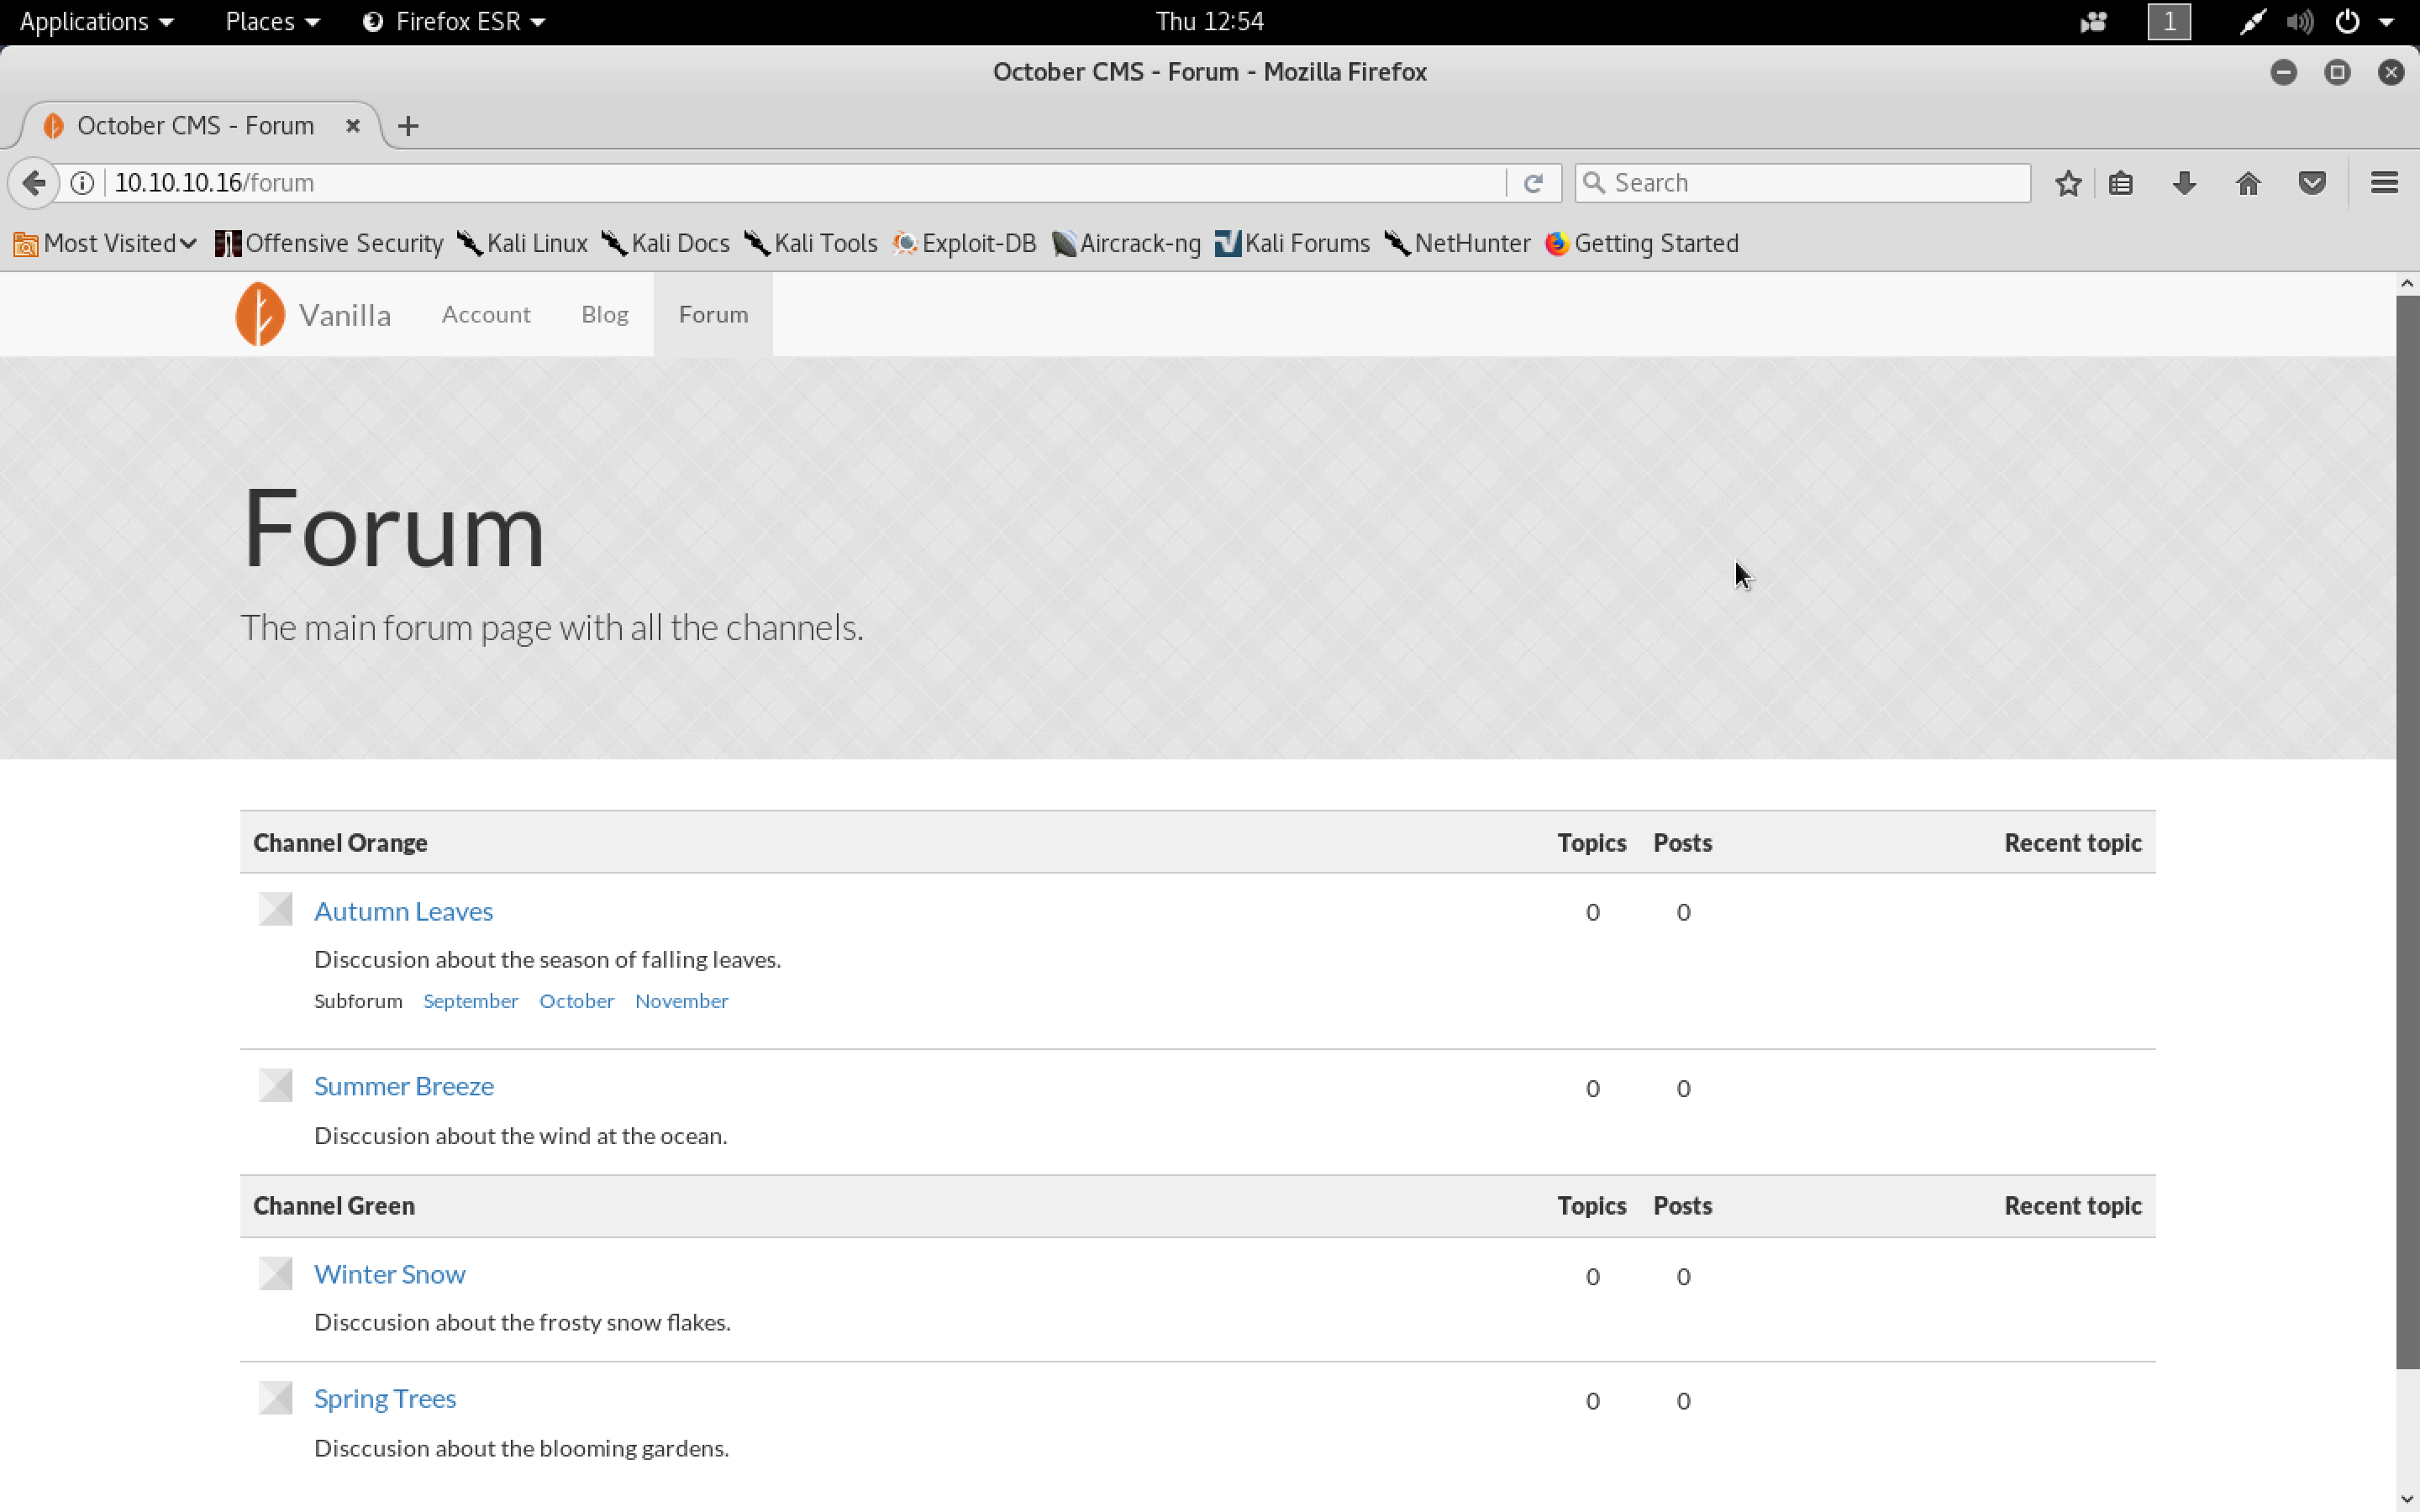 Applications Places Firefox ESR Thu 12:54 1
October CMS - Forum - Mozilla Firefox
October CMS - Forum
10.10.10.16/forum Search
Most Visited Offensive Security Kali Linux Kali Docs Kali Tools Exploit-DB Aircrack-ng Kali Forums NetHunter Getting Started
Vanilla Account Blog Forum
Forum
The main forum page with all the channels.
Channel Orange Topics Posts Recent topic
Autumn Leaves 0 0
Disccusion about the season of falling leaves.
Subforum September October November
Summer Breeze 0 0
Disccusion about the wind at the ocean.
Channel Green Topics Posts Recent topic
Winter Snow 0 0
Disccusion about the frosty snow flakes.
Spring Trees 0 0
Disccusion about the blooming gardens.